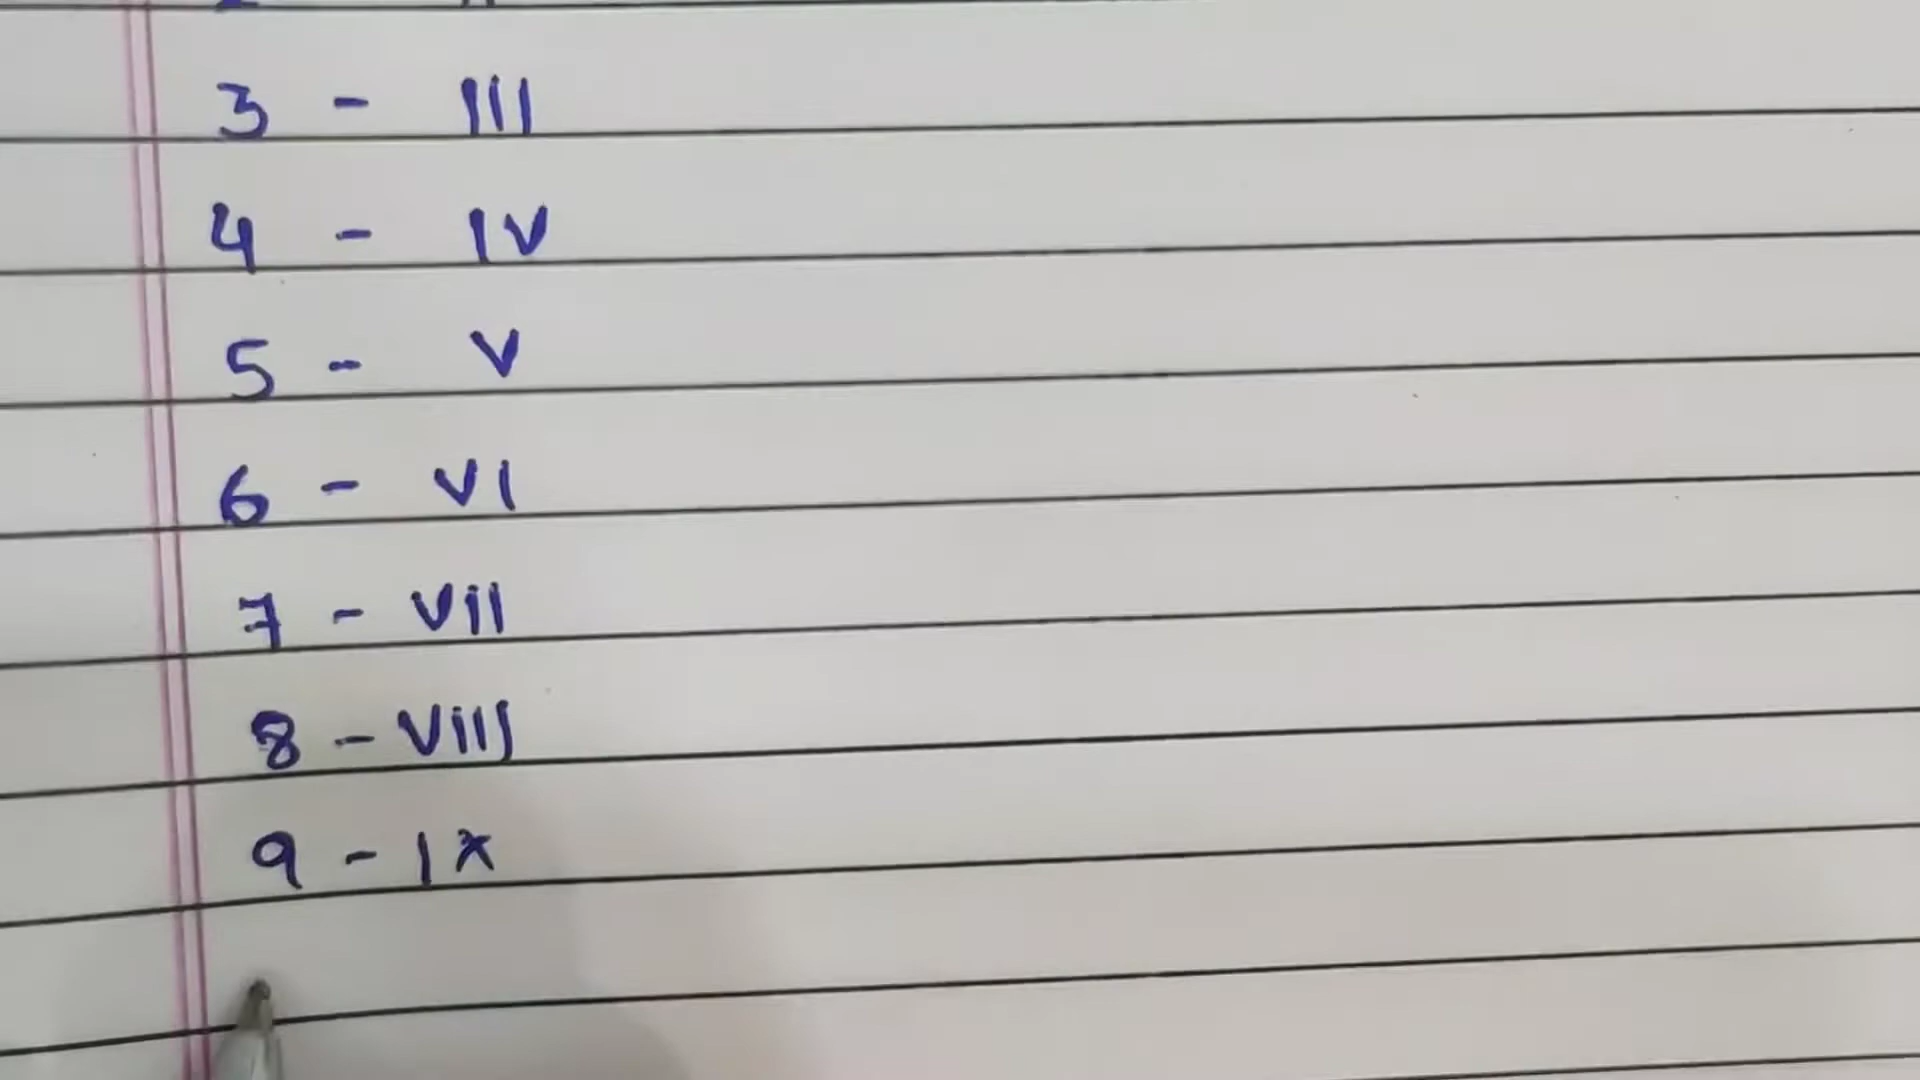 3 - III
4 - IV
5 - V
6 - VI
7 - VII
8 - VIII
9 - IX